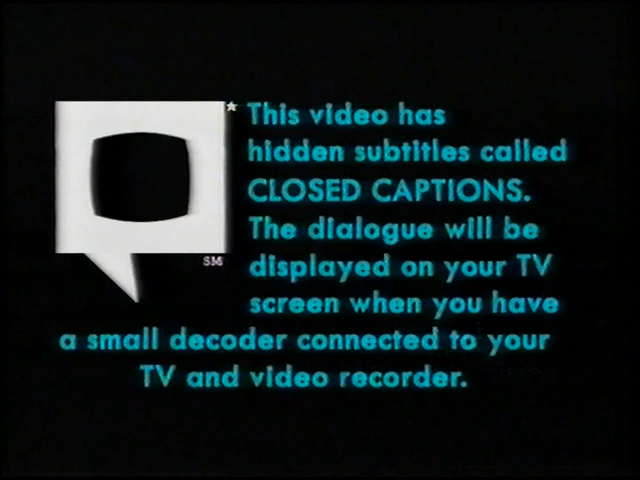 * This video has
hidden subtitles called
CLOSED CAPTIONS.
The dialogue will be
SM displayed on your TV
screen when you have
a small decoder connected to your
TV and video recorder.